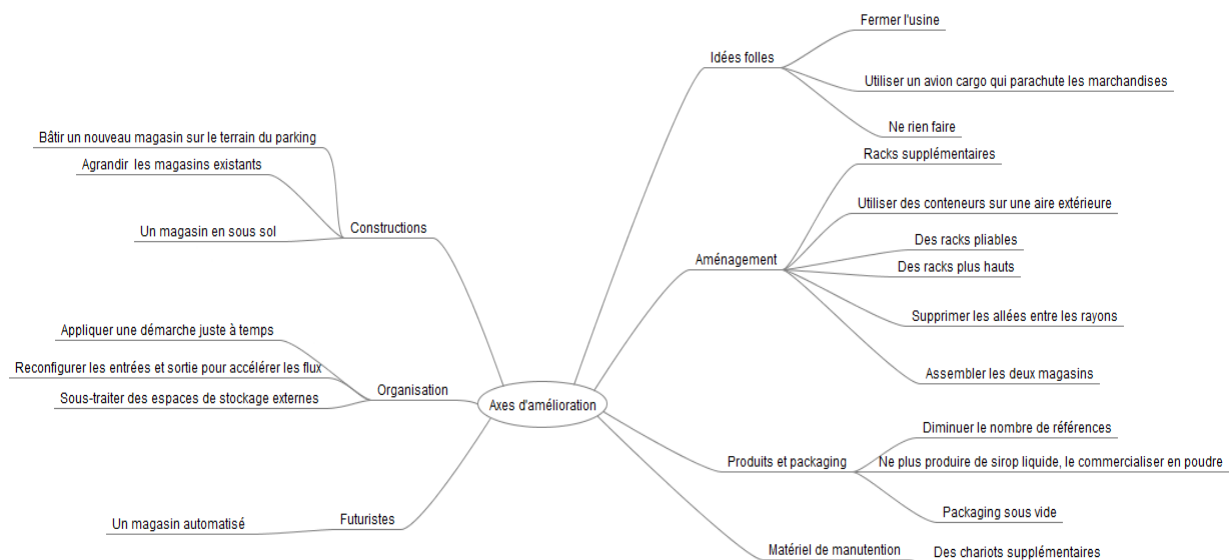 Axes d'amélioration
Idées folles
Fermer l'usine
Utiliser un avion cargo qui parachute les marchandises
Ne rien faire
Aménagement
Racks supplémentaires
Utiliser des conteneurs sur une aire extérieure
Des racks pliables
Des racks plus hauts
Supprimer les allées entre les rayons
Assembler les deux magasins
Produits et packaging
Diminuer le nombre de références
Ne plus produire de sirop liquide, le commercialiser en poudre
Packaging sous vide
Matériel de manutention
Des chariots supplémentaires
Constructions
Bâtir un nouveau magasin sur le terrain du parking
Agrandir les magasins existants
Un magasin en sous sol
Organisation
Appliquer une démarche juste à temps
Reconfigurer les entrées et sortie pour accélérer les flux
Sous-traiter des espaces de stockage externes
Futuristes
Un magasin automatisé